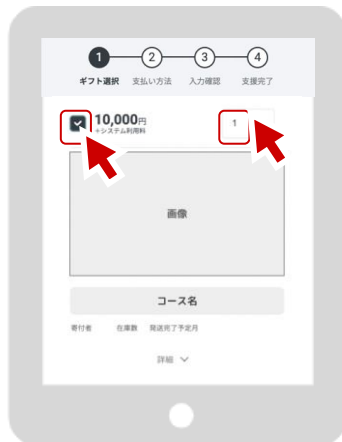 1 2 3 4
ギフト選択 支払い方法 入力確認 支援完了
10,000円 1
+システム利用料
画像
コース名
寄付者 在庫数 発送完了予定月
詳細